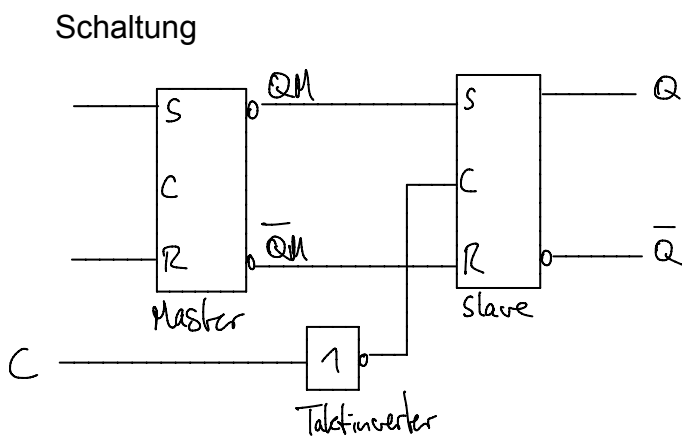 Schaltung
QM
Q
S
S
C
C
R
Q̅M
R
Q̅
Master
Slave
C
1
Taktinverter